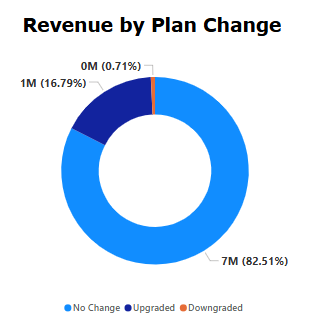 Revenue by Plan Change
0M (0.71%)
1M (16.79%)
7M (82.51%)
No Change Upgraded Downgraded